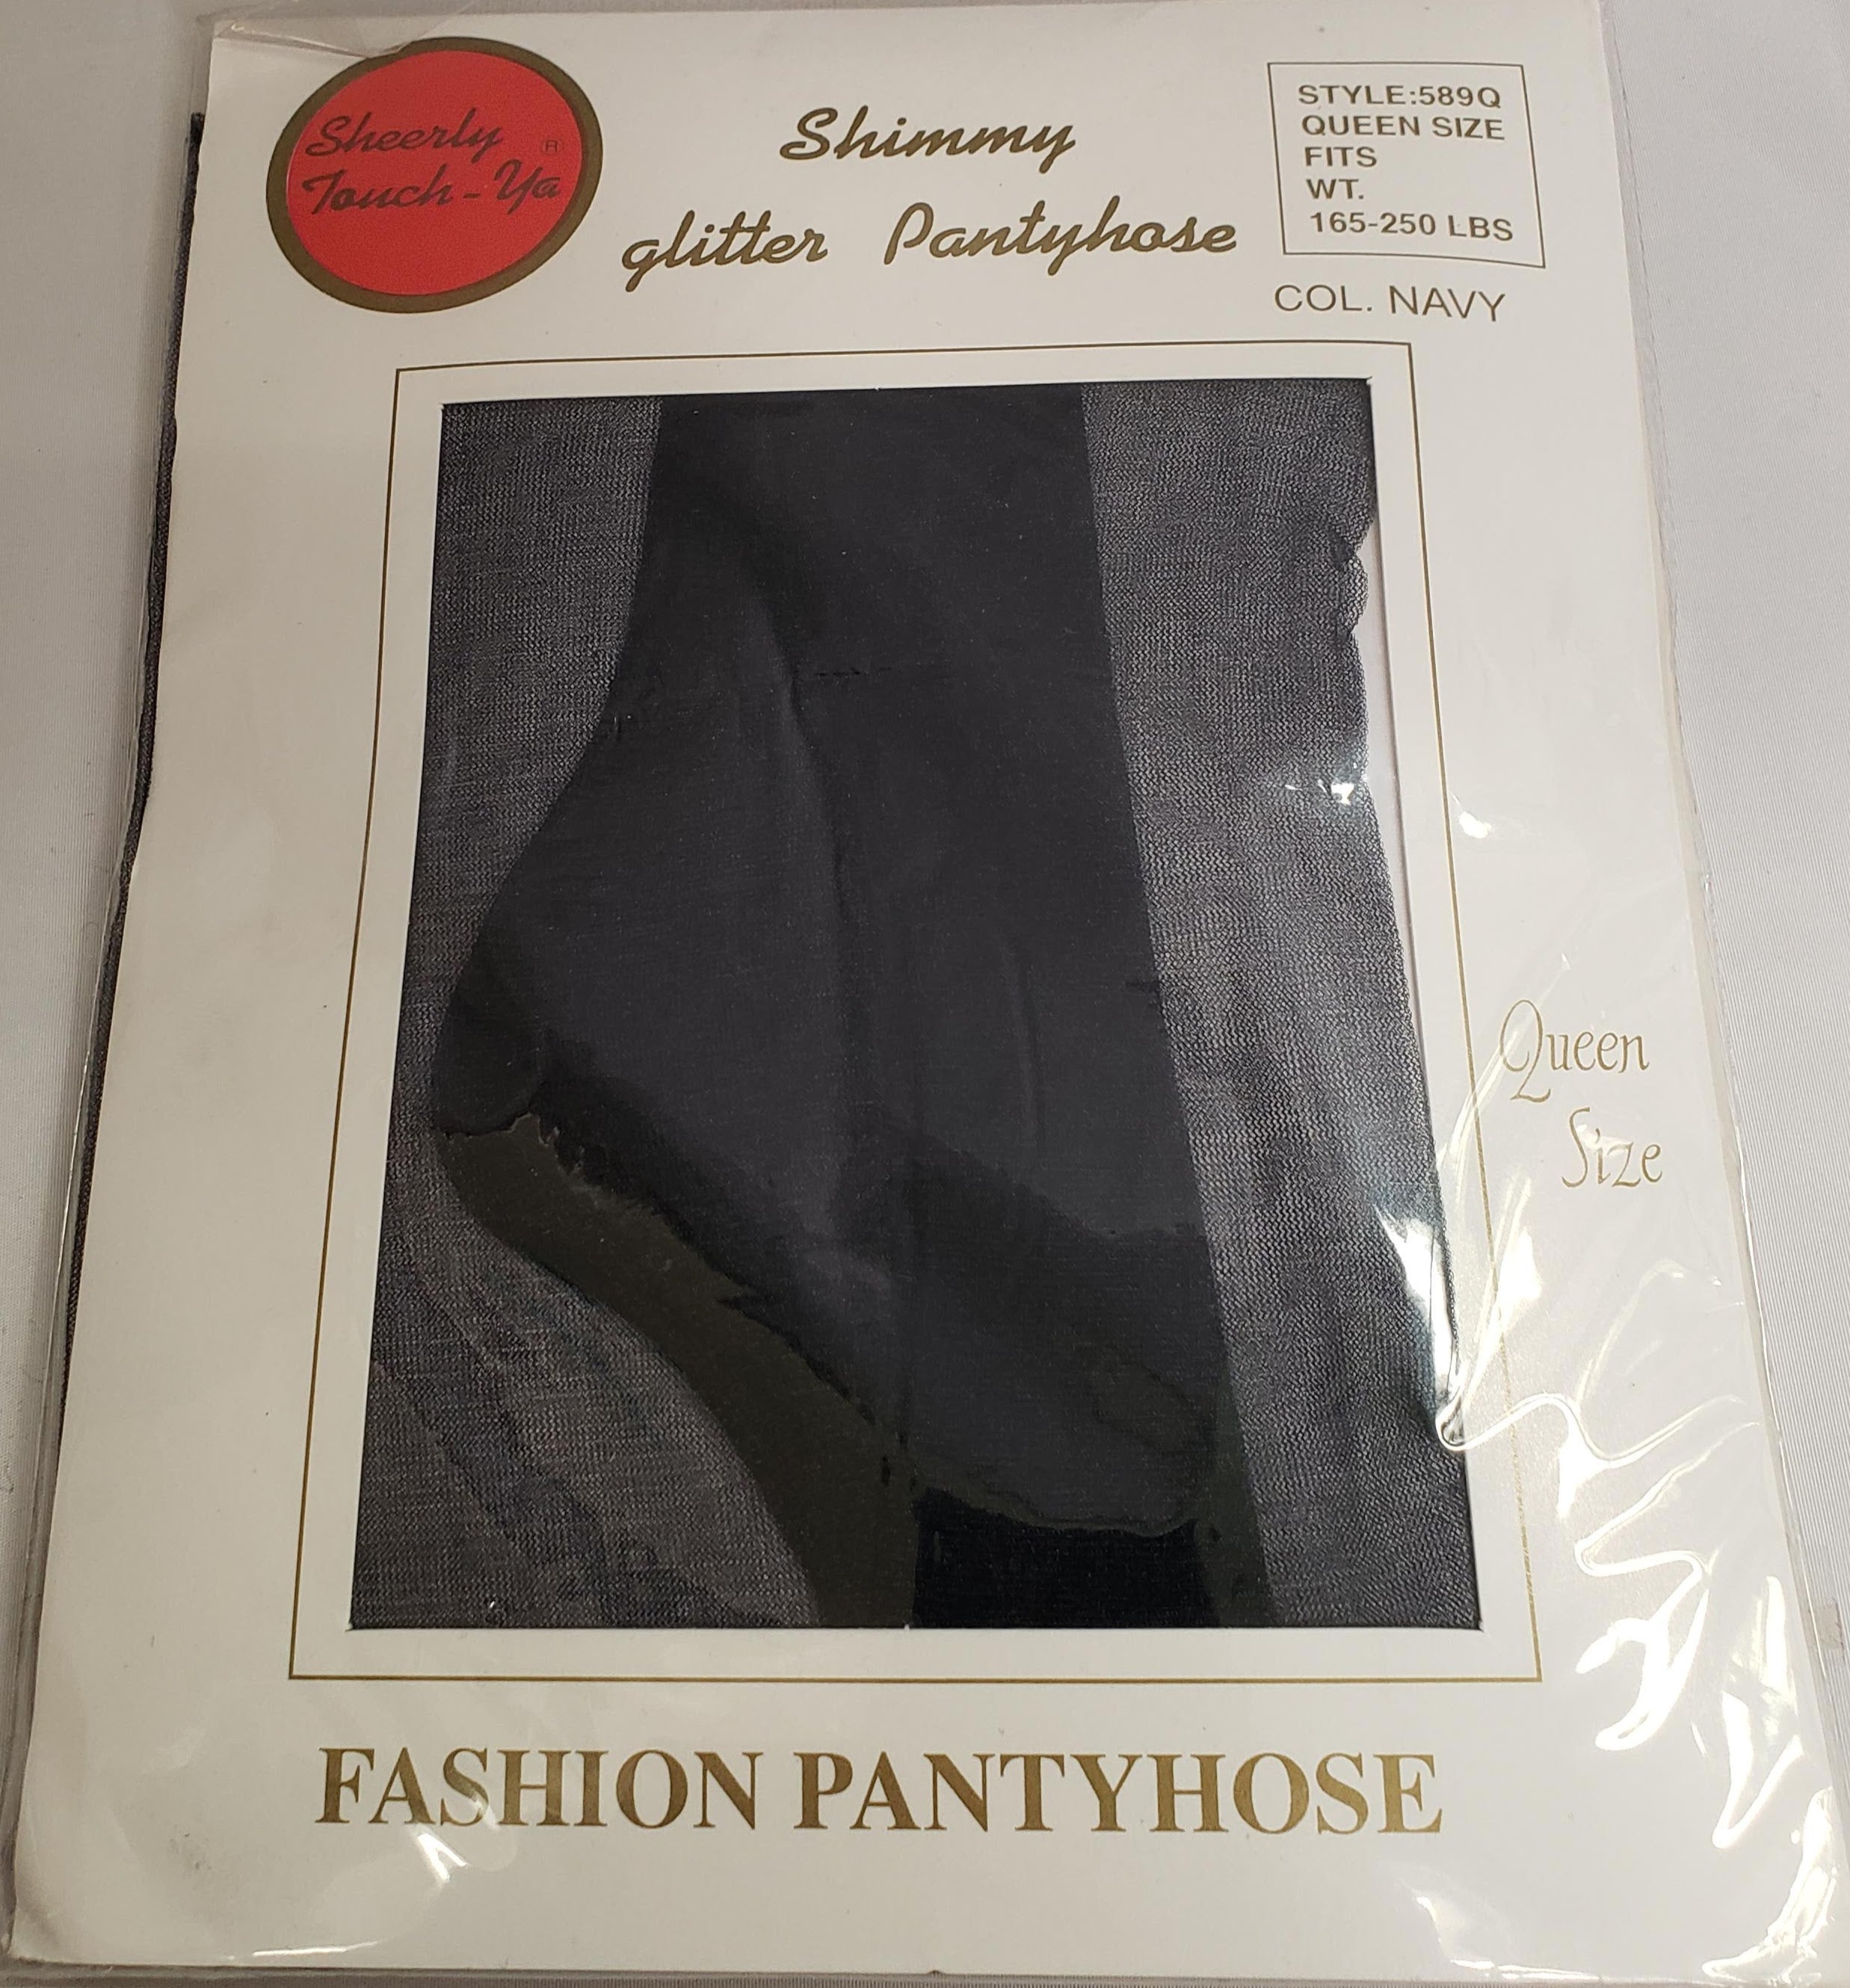 Sheerly ®
Touch-Ya
Shimmy
glitter Pantyhose
STYLE:589Q
QUEEN SIZE
FITS
WT.
165-250 LBS
COL. NAVY
Queen
Size
FASHION PANTYHOSE